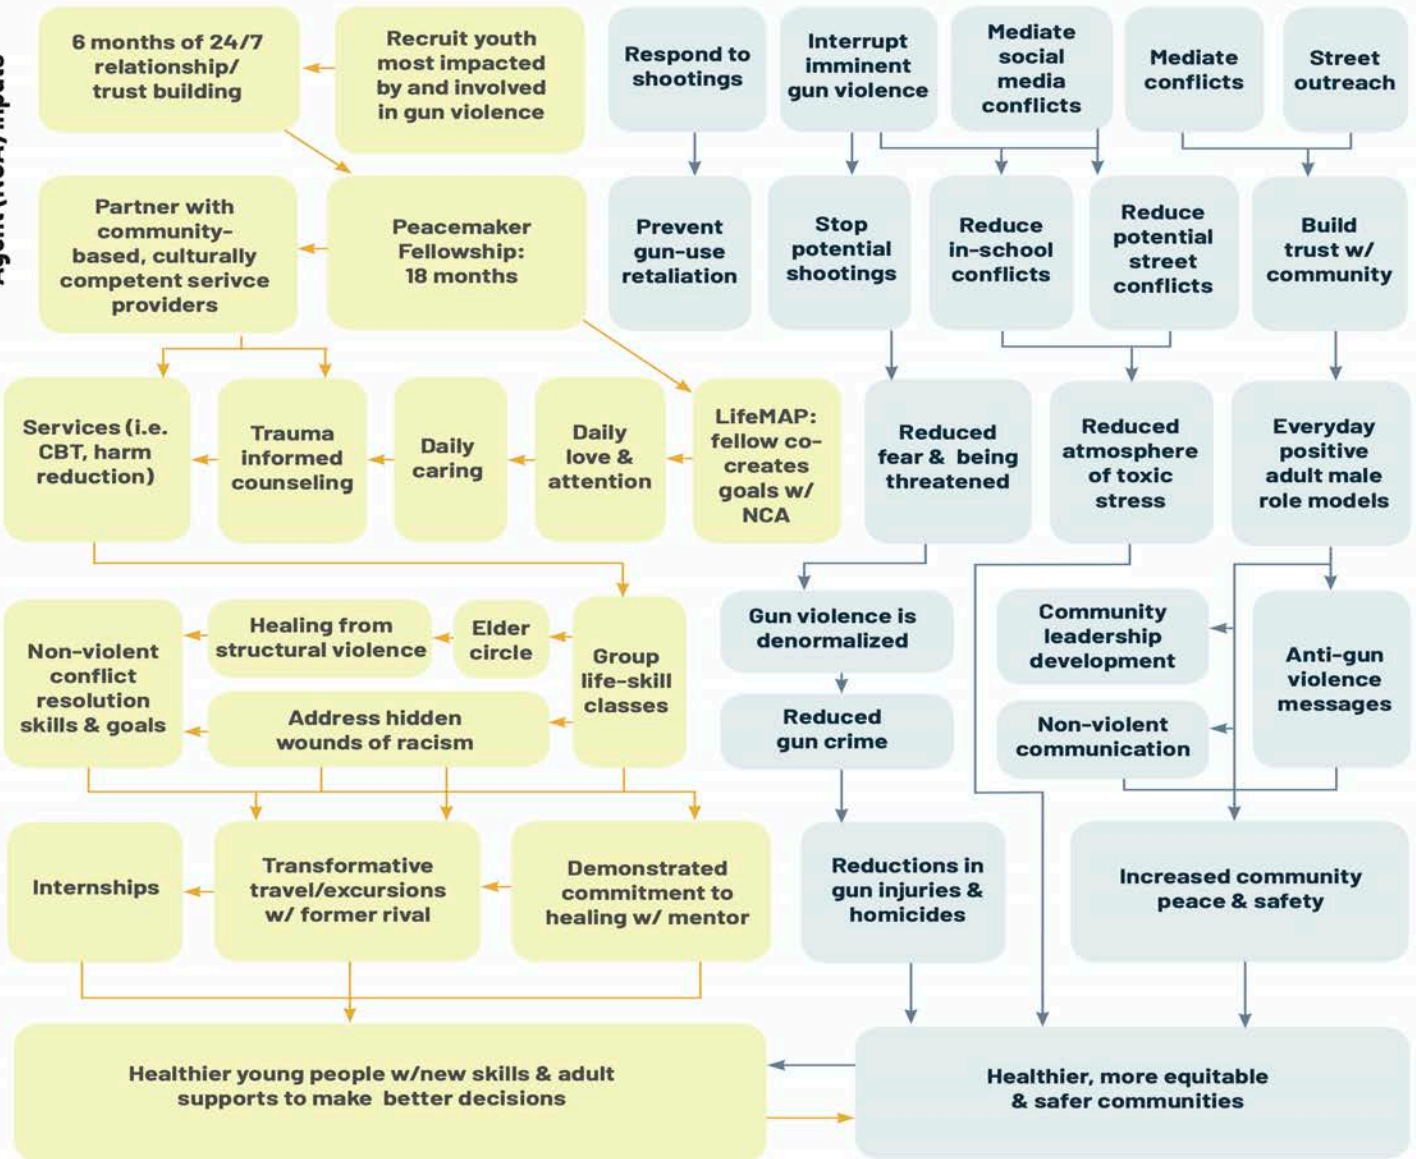 Agent (NCA) Inputs
6 months of 24/7
relationship/
trust building
Recruit youth
most impacted
by and involved
in gun violence
Respond to
shootings
Interrupt
imminent
gun violence
Mediate
social
media
conflicts
Mediate
conflicts
Street
outreach
Partner with
community-
based, culturally
competent serivce
providers
Peacemaker
Fellowship:
18 months
Prevent
gun-use
retaliation
Stop
potential
shootings
Reduce
in-school
conflicts
Reduce
potential
street
conflicts
Build
trust w/
community
Services (i.e.
CBT, harm
reduction)
Trauma
informed
counseling
Daily
caring
Daily
love &
attention
LifeMAP:
fellow co-
creates
goals w/
NCA
Reduced
fear & being
threatened
Reduced
atmosphere
of toxic
stress
Everyday
positive
adult male
role models
Non-violent
conflict
resolution
skills & goals
Healing from
structural violence
Elder
circle
Group
life-skill
classes
Address hidden
wounds of racism
Gun violence is
denormalized
Reduced
gun crime
Community
leadership
development
Non-violent
communication
Anti-gun
violence
messages
Internships
Transformative
travel/excursions
w/ former rival
Demonstrated
commitment to
healing w/ mentor
Reductions in
gun injuries &
homicides
Increased community
peace & safety
Healthier young people w/new skills & adult
supports to make better decisions
Healthier, more equitable
& safer communities